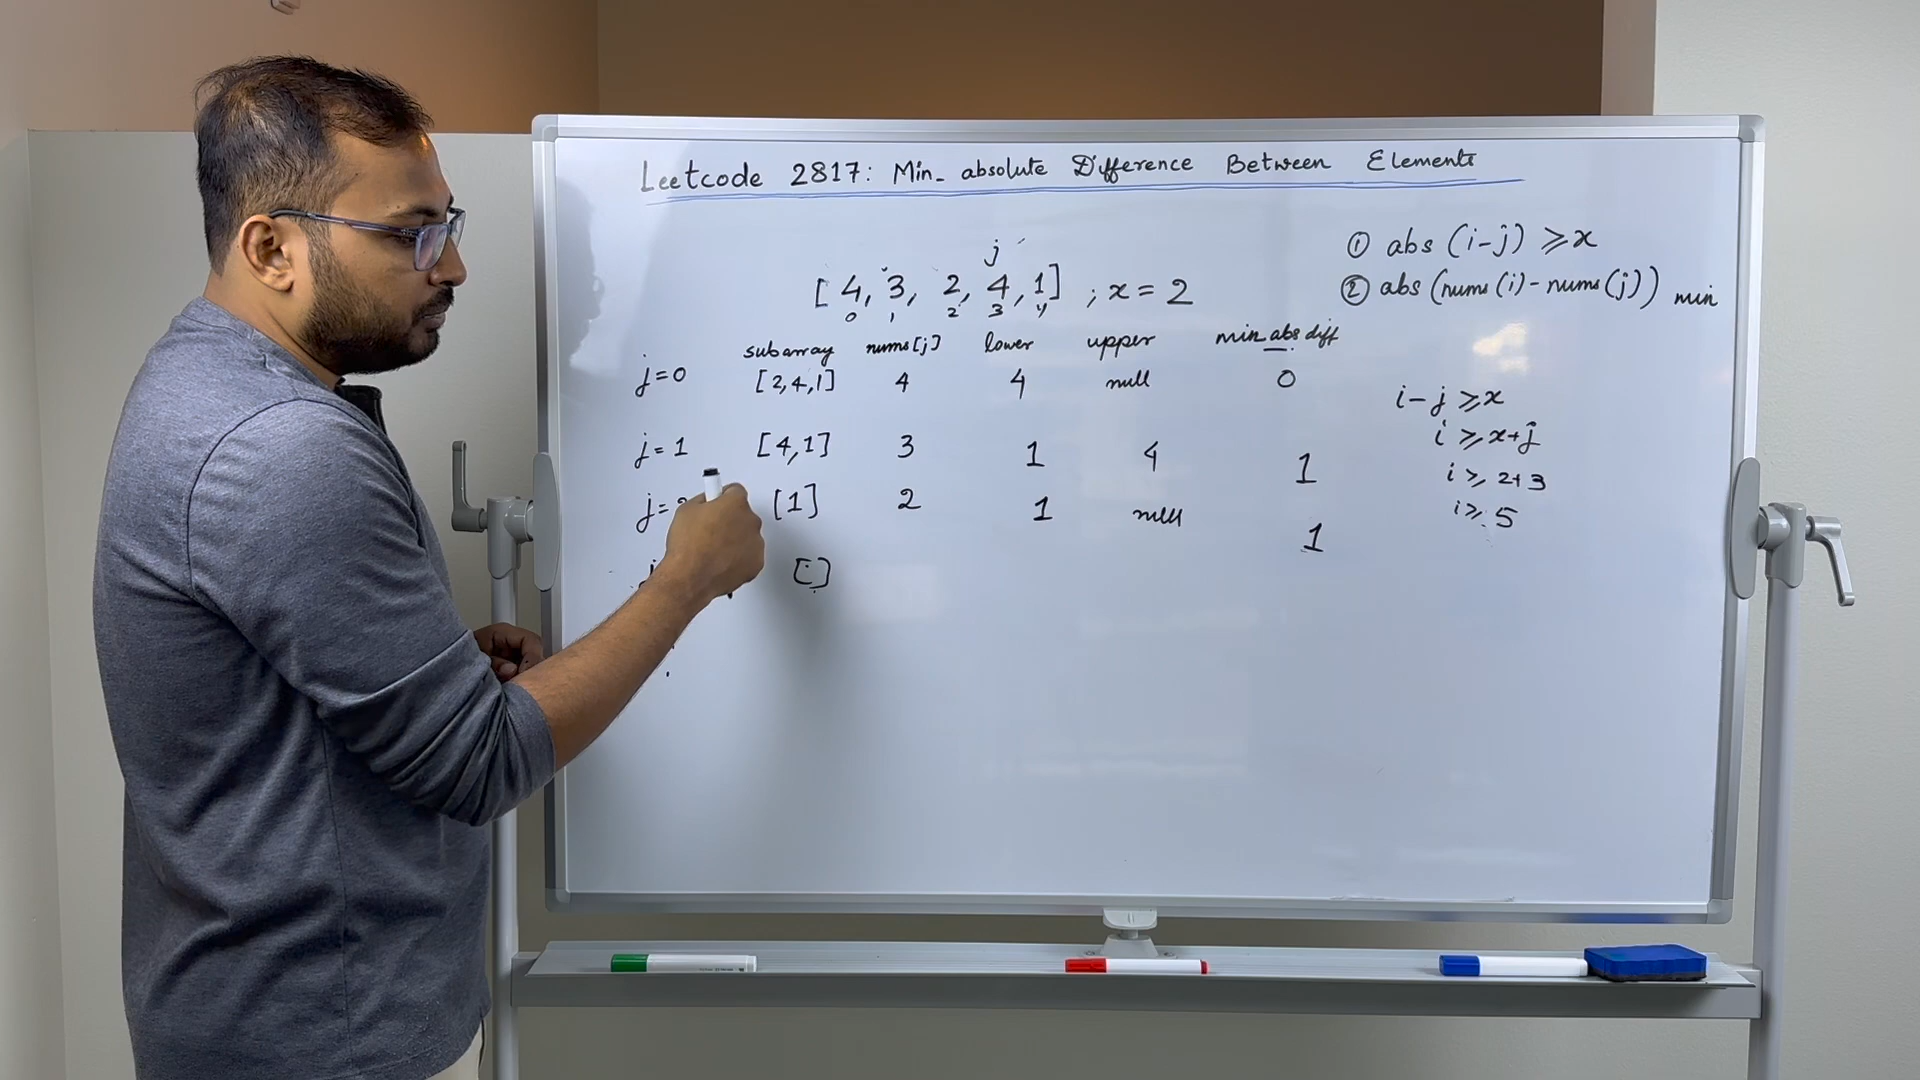 Leetcode 2817: Min_ absolute Difference Between Elements
j
[4, 3, 2, 4, 1] ; x = 2
0 1 2 3 4
① abs (i-j) ⩾ x
② abs (nums(i) - nums(j)) min
subarray nums[j] lower upper min abs diff
j=0 [2,4,1] 4 4 null 0
j=1 [4,1] 3 1 4 1
j=2 [1] 2 1 null 1
[]
i-j ⩾ x
i ⩾ x+j
i ⩾ 2+3
i ⩾ 5